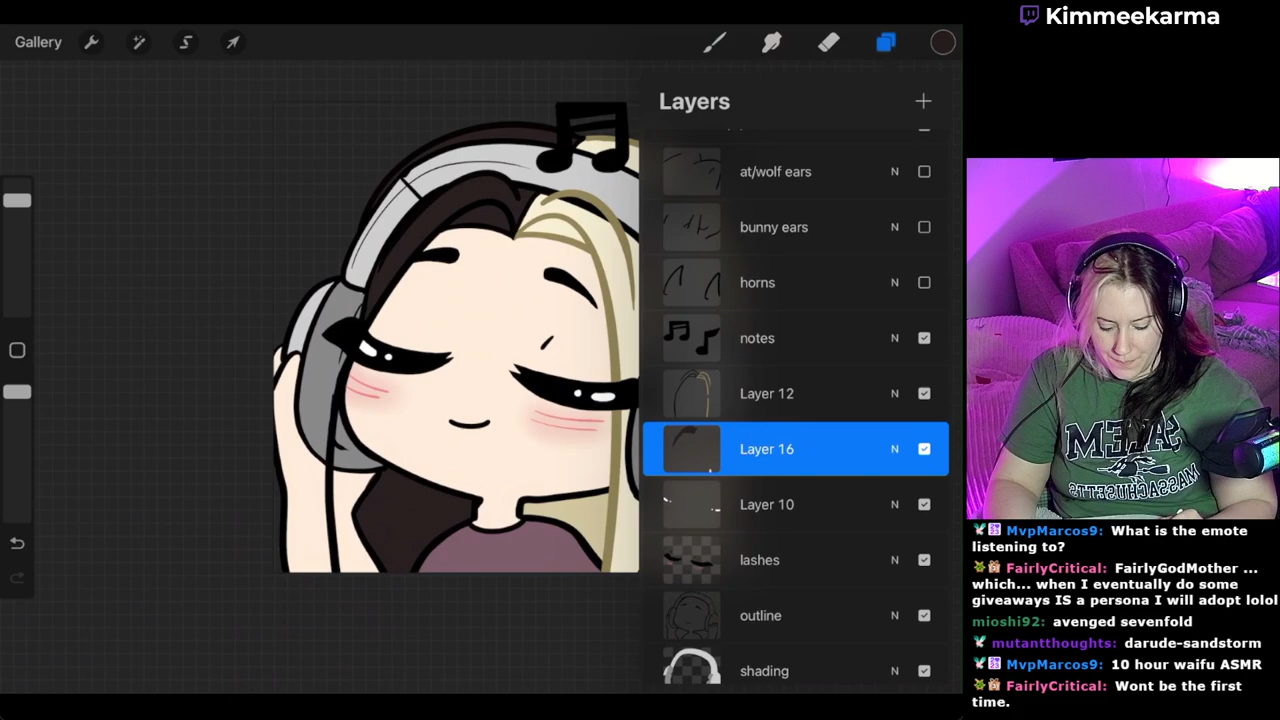 Kimmeekarma
Gallery
Layers
at/wolf ears N
bunny ears N
horns N
notes N
Layer 12 N
Layer 16 N
Layer 10 N
lashes N
outline N
shading N
SALEM
MASSACHUSETTS
MvpMarcos9: What is the emote
listening to?
FairlyCritical: FairlyGodMother ...
which... when I eventually do some
giveaways IS a persona I will adopt lolol
mioshi92: avenged sevenfold
mutantthoughts: darude-sandstorm
MvpMarcos9: 10 hour waifu ASMR
FairlyCritical: Wont be the first
time.